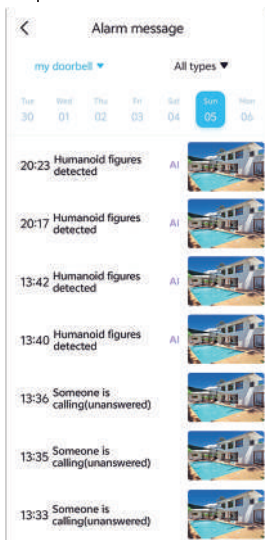 Alarm message
my doorbell ▼ All types ▼
Tue Wed Thu Fri Sat Sun Mon
30 01 02 03 04 05 06
20:23 Humanoid figures detected AI
20:17 Humanoid figures detected AI
13:42 Humanoid figures detected AI
13:40 Humanoid figures detected AI
13:36 Someone is calling(unanswered)
13:35 Someone is calling(unanswered)
13:33 Someone is calling(unanswered)